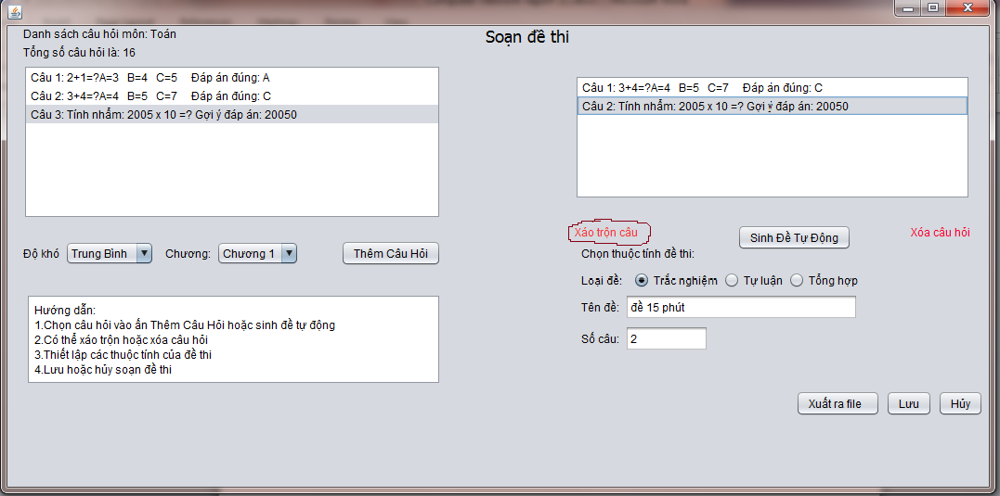 Danh sách câu hỏi môn: Toán
Soạn đề thi
Tổng số câu hỏi là: 16
Câu 1: 2+1=?A=3 B=4 C=5 Đáp án đúng: A
Câu 2: 3+4=?A=4 B=5 C=7 Đáp án đúng: C
Câu 3: Tính nhẩm: 2005 x 10 =? Gợi ý đáp án: 20050
Câu 1: 3+4=?A=4 B=5 C=7 Đáp án đúng: C
Câu 2: Tính nhẩm: 2005 x 10 =? Gợi ý đáp án: 20050
Độ khó Trung Bình Chương: Chương 1 Thêm Câu Hỏi
Xáo trộn câu Sinh Đề Tự Động Xóa câu hỏi
Chọn thuộc tính đề thi:
Loại đề: Trắc nghiệm Tự luận Tổng hợp
Tên đề: đề 15 phút
Số câu: 2
Hướng dẫn:
1.Chọn câu hỏi vào ấn Thêm Câu Hỏi hoặc sinh đề tự động
2.Có thể xáo trộn hoặc xóa câu hỏi
3.Thiết lập các thuộc tính của đề thi
4.Lưu hoặc hủy soạn đề thi
Xuất ra file Lưu Hủy